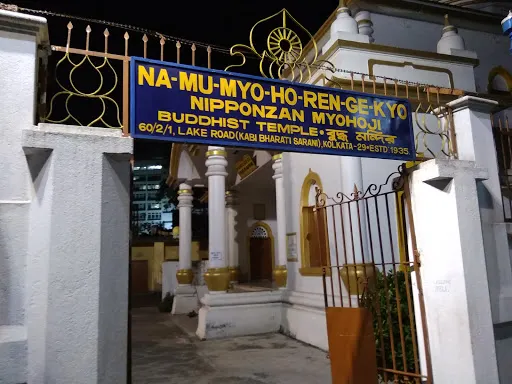 NA-MU-MYO-HO-REN-GE-KYO
NIPPONZAN MYOHOJI
BUDDHIST TEMPLE • বুদ্ধ মন্দির
60/2/1, LAKE ROAD(KABI BHARATI SARANI), KOLKATA-29•ESTD.1935